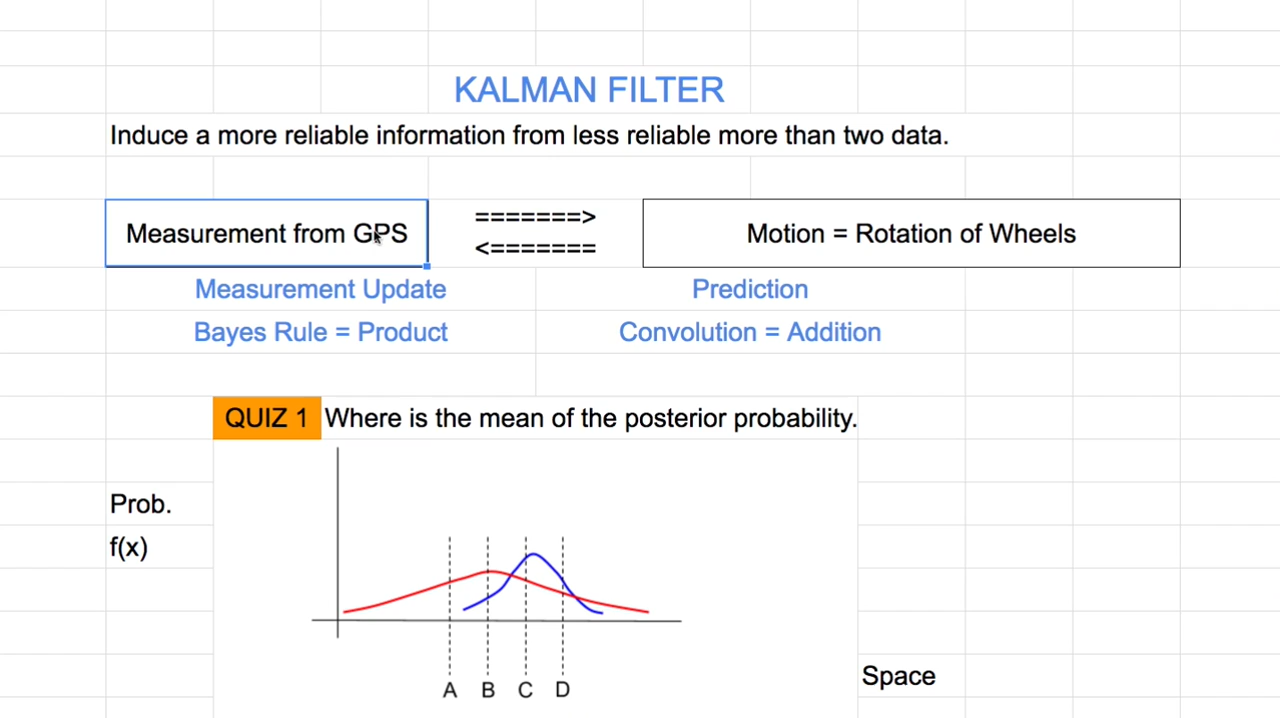 KALMAN FILTER
Induce a more reliable information from less reliable more than two data.
Measurement from GPS
=======>
<=======
Motion = Rotation of Wheels
Measurement Update
Prediction
Bayes Rule = Product
Convolution = Addition
QUIZ 1 Where is the mean of the posterior probability.
Prob.
f(x)
Space
A B C D